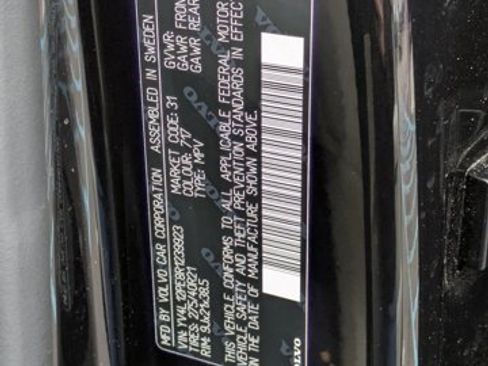 MFD BY VOLVO CAR CORPORATION ASSEMBLED IN SWEDEN
VIN: YV4L12PE8R1239923 MARKET CODE: 31 GVWR:
TIRES: 275/40R21 COLOUR: 717 GAWR FRON
RIM: 9Jx21x38.5 TYPE: MPV GAWR REAR
THIS VEHICLE CONFORMS TO ALL APPLICABLE FEDERAL MOTOR
VEHICLE SAFETY AND THEFT PREVENTION STANDARDS IN EFFECT
ON THE DATE OF MANUFACTURE SHOWN ABOVE.
VOLVO